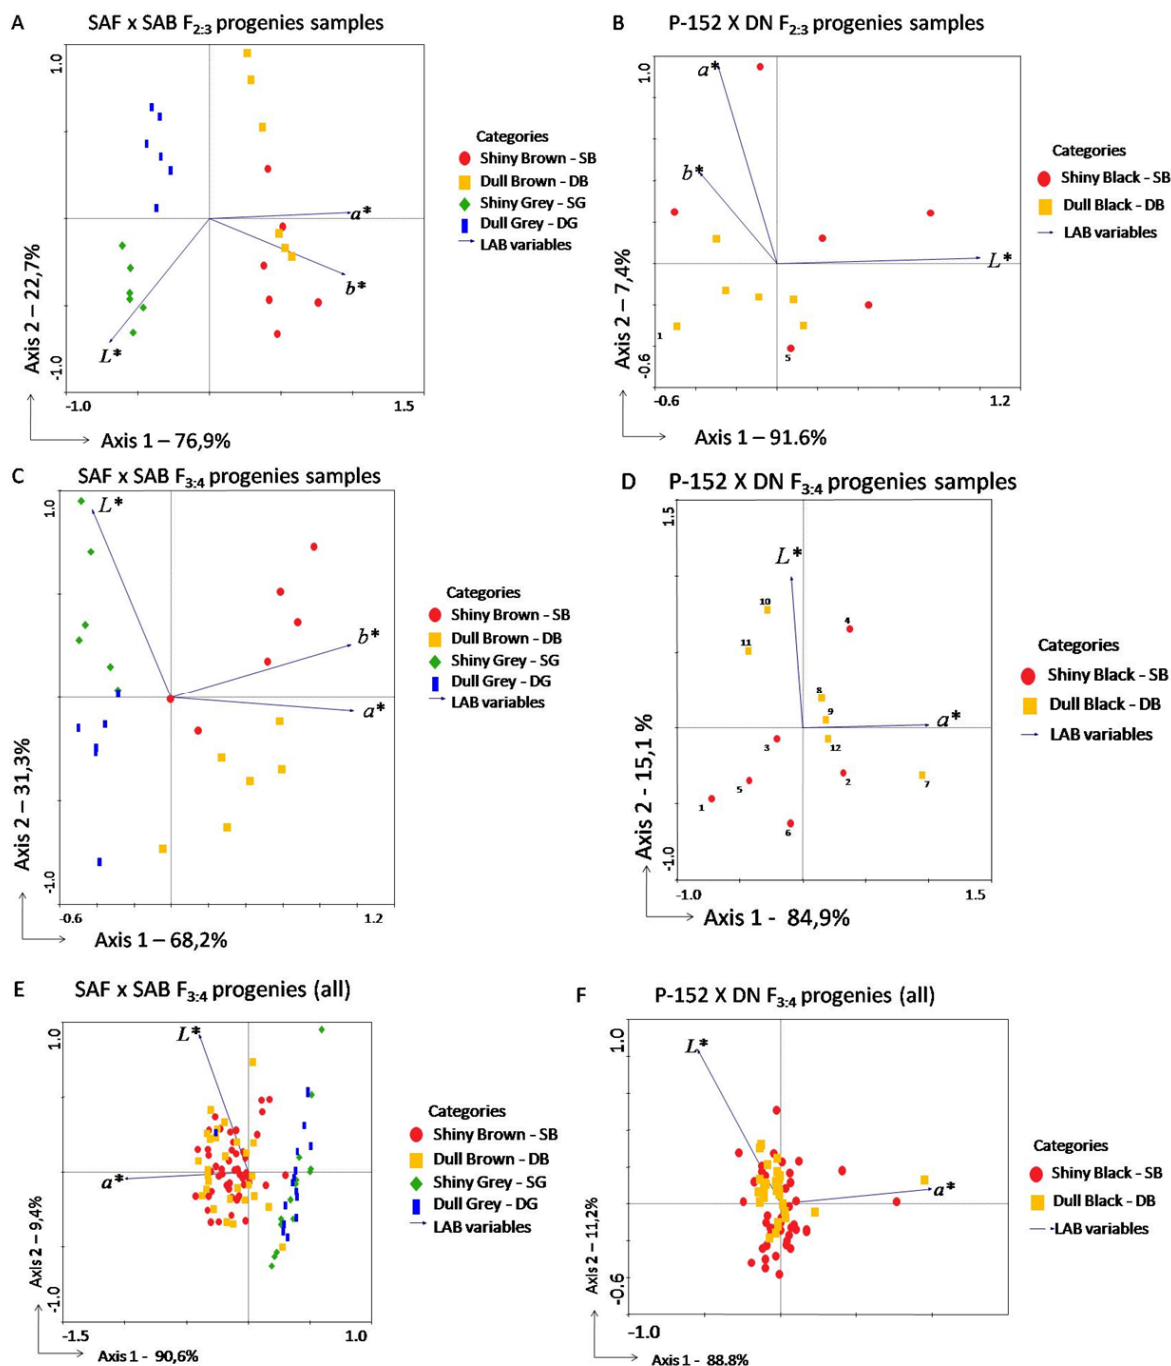 A SAF x SAB F2:3 progenies samples
1.0
-1.0
Axis 2 – 22,7%
-1.0 1.5
Axis 1 – 76,9%
a*
b*
L*
Categories
Shiny Brown - SB
Dull Brown - DB
Shiny Grey - SG
Dull Grey - DG
LAB variables
B P-152 X DN F2:3 progenies samples
1.0
-0.6
Axis 2 – 7,4%
-0.6 1.2
Axis 1 – 91.6%
a*
b*
L*
1
5
Categories
Shiny Black - SB
Dull Black - DB
LAB variables
C SAF x SAB F3:4 progenies samples
1.0
-1.0
Axis 2 – 31,3%
-0.6 1.2
Axis 1 – 68,2%
L*
b*
a*
Categories
Shiny Brown - SB
Dull Brown - DB
Shiny Grey - SG
Dull Grey - DG
LAB variables
D P-152 X DN F3:4 progenies samples
1.5
-1.0
Axis 2 - 15,1 %
-1.0 1.5
Axis 1 - 84,9%
L*
a*
10
4
11
8
9
3
12
5
2
7
1
6
Categories
Shiny Black - SB
Dull Black - DB
LAB variables
E SAF x SAB F3:4 progenies (all)
1.0
-1.0
Axis 2 – 9,4%
-1.5 1.0
Axis 1 - 90,6%
L*
a*
Categories
Shiny Brown - SB
Dull Brown - DB
Shiny Grey - SG
Dull Grey - DG
LAB variables
F P-152 X DN F3:4 progenies (all)
1.0
-0.6
Axis 2 – 11,2%
-1.0
Axis 1 - 88.8%
L*
a*
Categories
Shiny Black - SB
Dull Black - DB
LAB variables